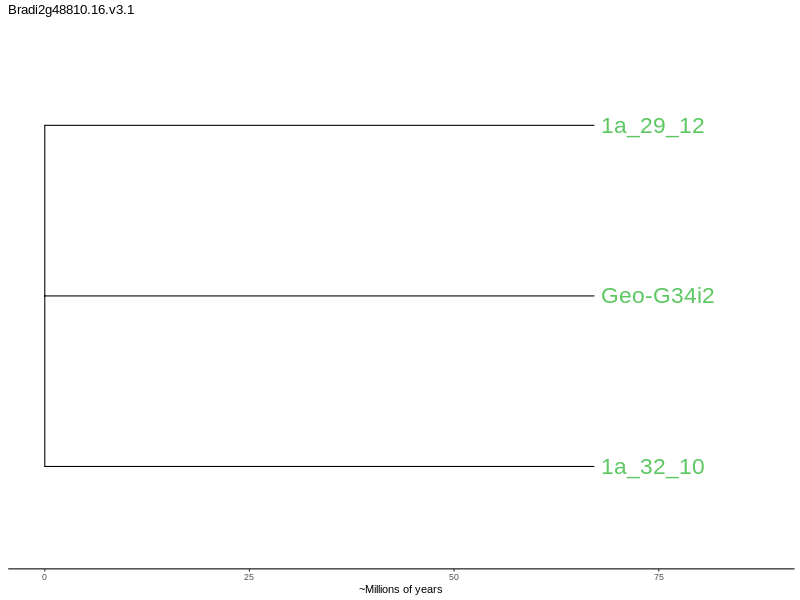 Bradi2g48810.16.v3.1
1a_29_12
Geo-G34i2
1a_32_10
0 25 50 75
~Millions of years